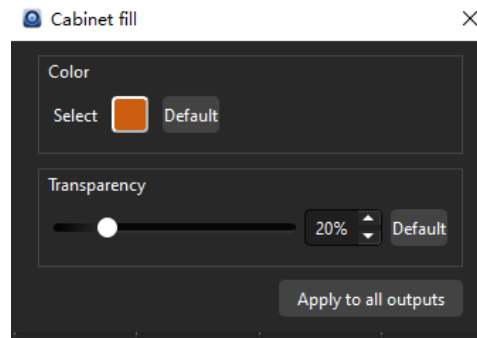 Cabinet fill
Color
Select Default
Transparency
20% Default
Apply to all outputs